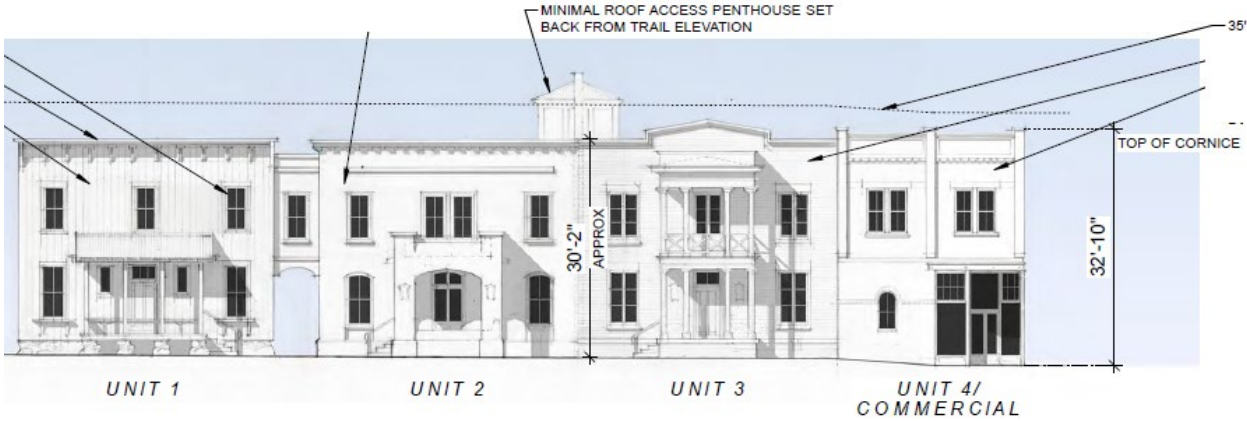 MINIMAL ROOF ACCESS PENTHOUSE SET
BACK FROM TRAIL ELEVATION
35'
TOP OF CORNICE
30'-2"
APPROX
32'-10"
UNIT 1
UNIT 2
UNIT 3
UNIT 4/
COMMERCIAL